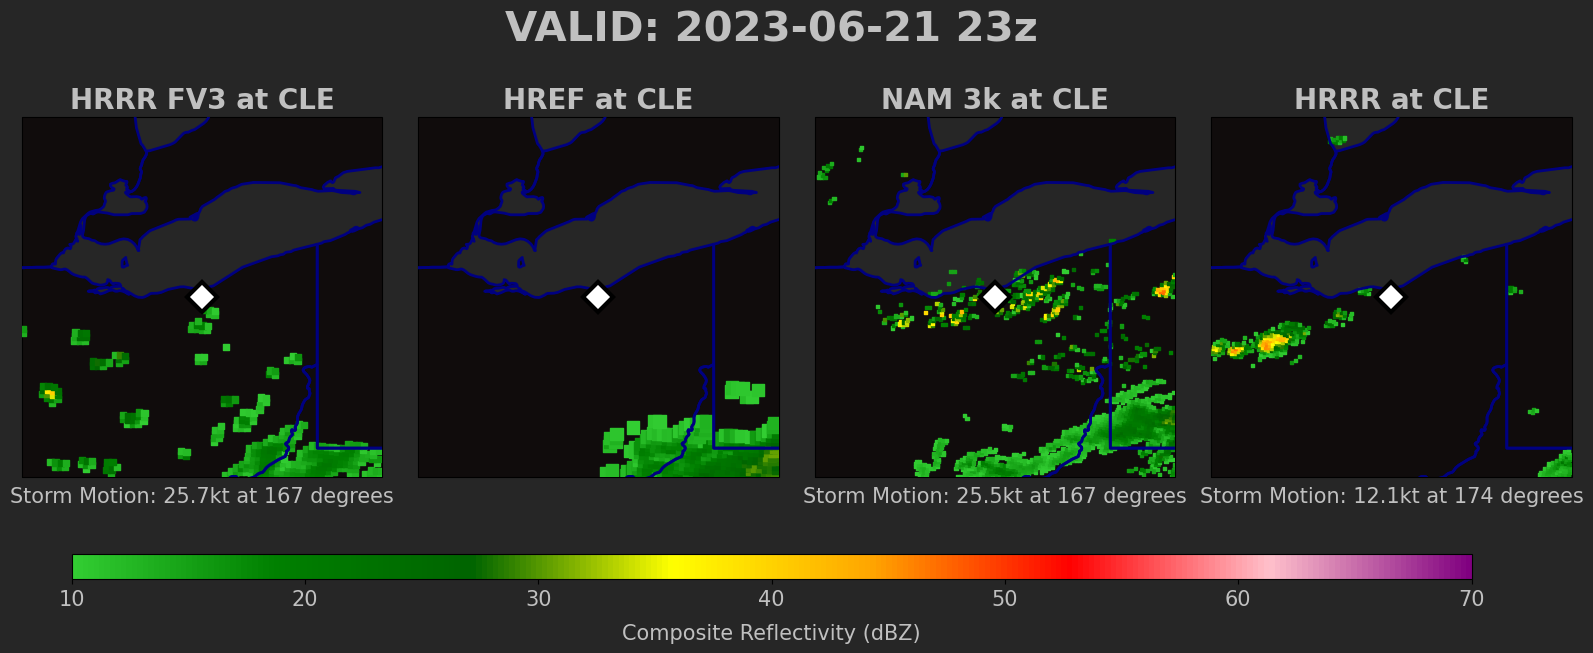 VALID: 2023-06-21 23z
HRRR FV3 at CLE
HREF at CLE
NAM 3k at CLE
HRRR at CLE
Storm Motion: 25.7kt at 167 degrees
Storm Motion: 25.5kt at 167 degrees
Storm Motion: 12.1kt at 174 degrees
10 20 30 40 50 60 70
Composite Reflectivity (dBZ)